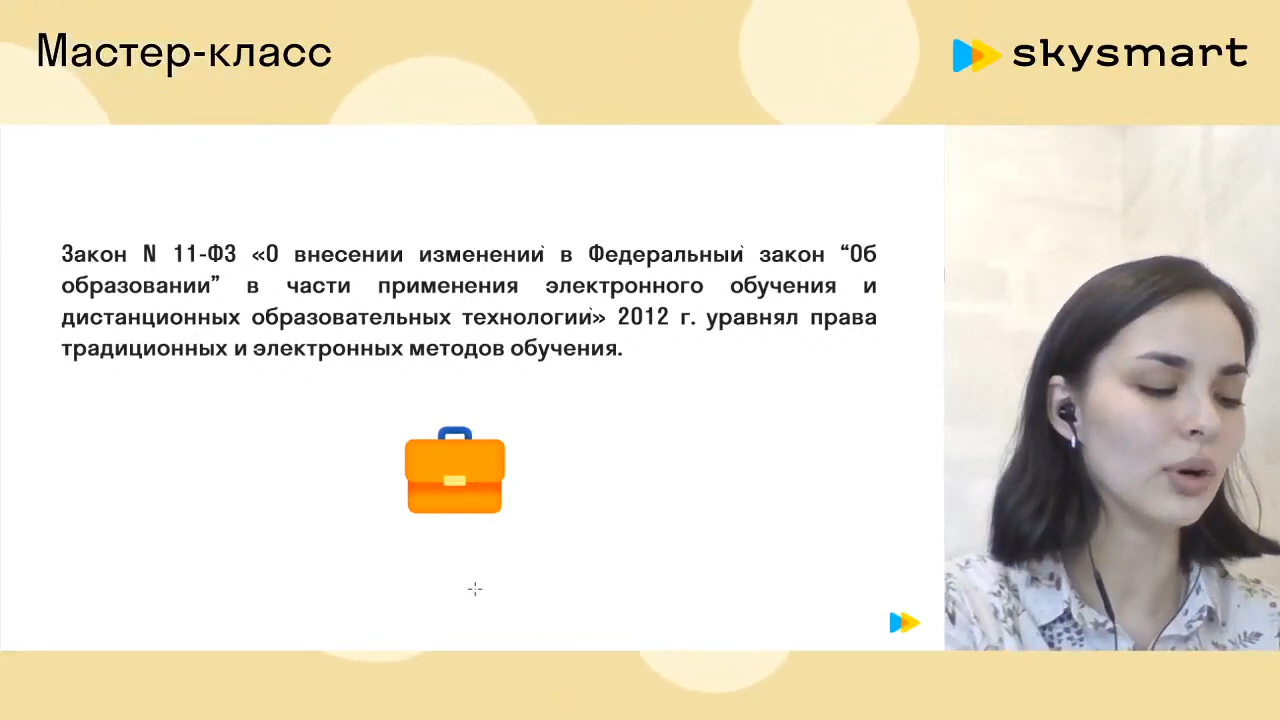 Мастер-класс
skysmart
Закон N 11-ФЗ «О внесении изменений в Федеральный закон “Об
образовании” в части применения электронного обучения и
дистанционных образовательных технологий» 2012 г. уравнял права
традиционных и электронных методов обучения.